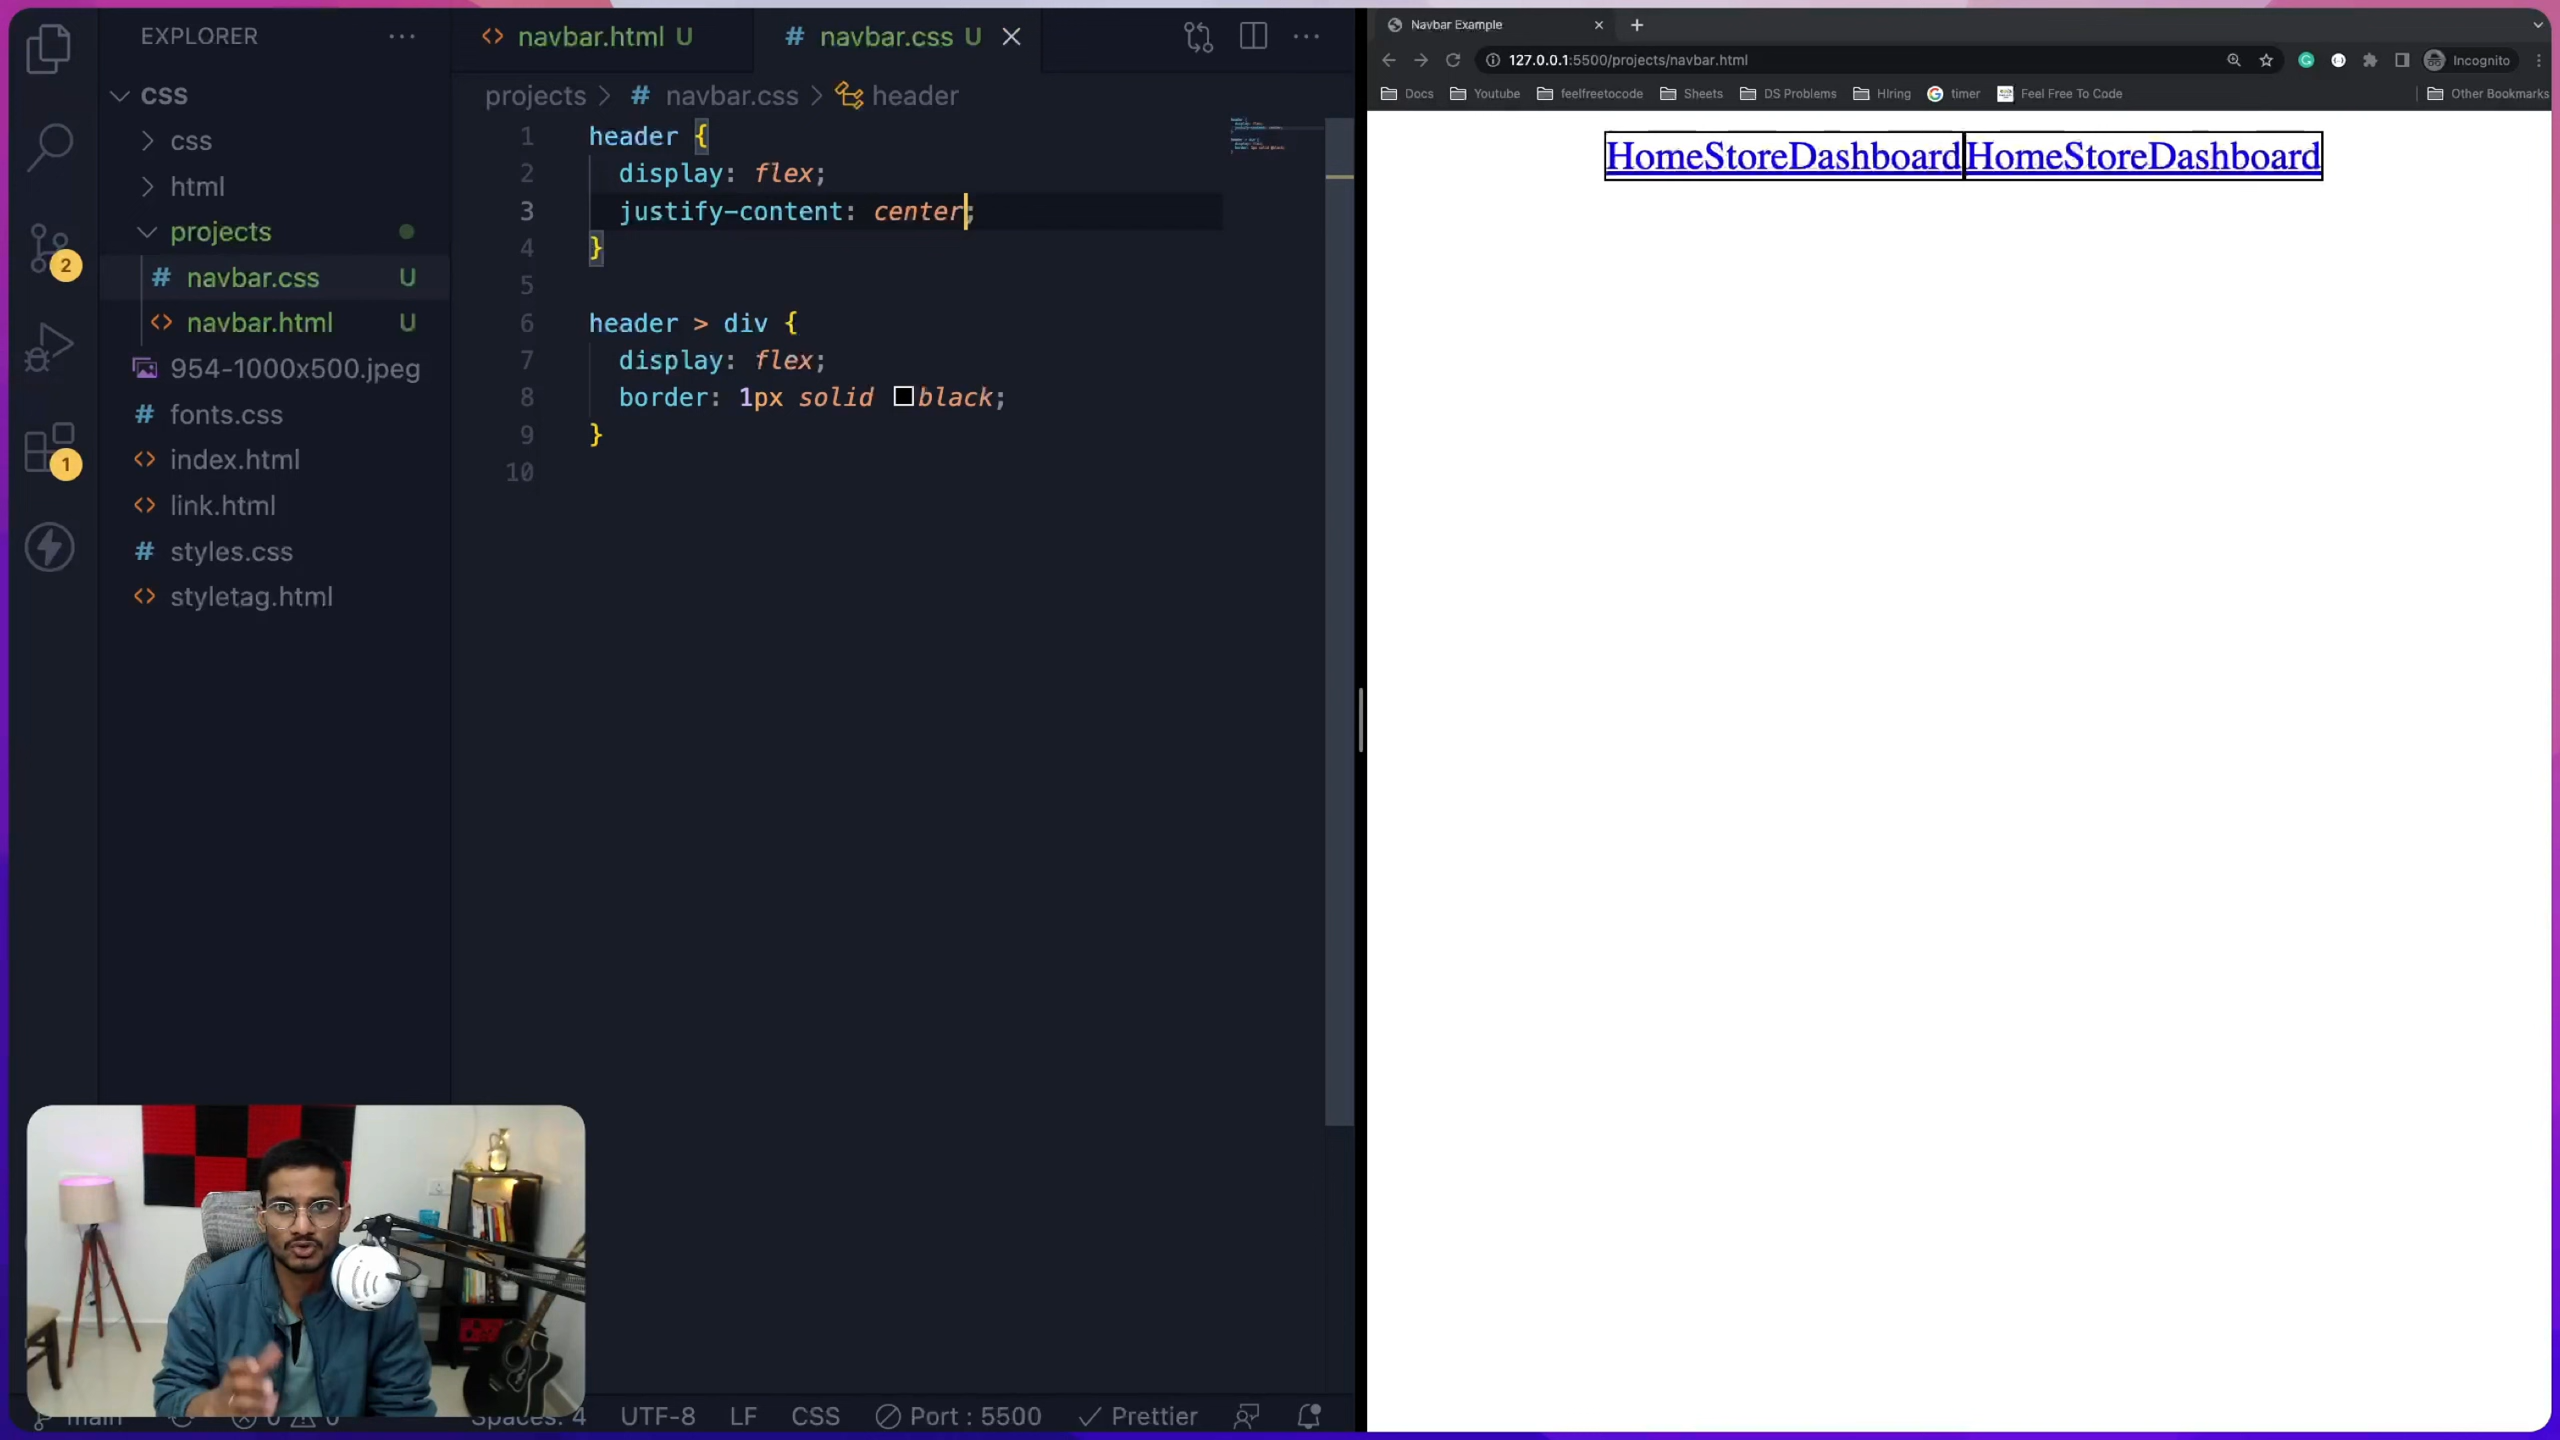 EXPLORER ...
CSS
css
html
projects
# navbar.css U
<> navbar.html U
954-1000x500.jpeg
# fonts.css
<> index.html
<> link.html
# styles.css
<> styletag.html
2
1
<> navbar.html U # navbar.css U
projects > # navbar.css > header
1 header {
2 display: flex;
3 justify-content: center;
4 }
5
6 header > div {
7 display: flex;
8 border: 1px solid black;
9 }
10
Spaces: 4 UTF-8 LF CSS Port : 5500 Prettier
Navbar Example
127.0.0.1:5500/projects/navbar.html Incognito
Docs Youtube feelfreetocode Sheets DS Problems Hiring timer Feel Free To Code Other Bookmarks
HomeStoreDashboard HomeStoreDashboard